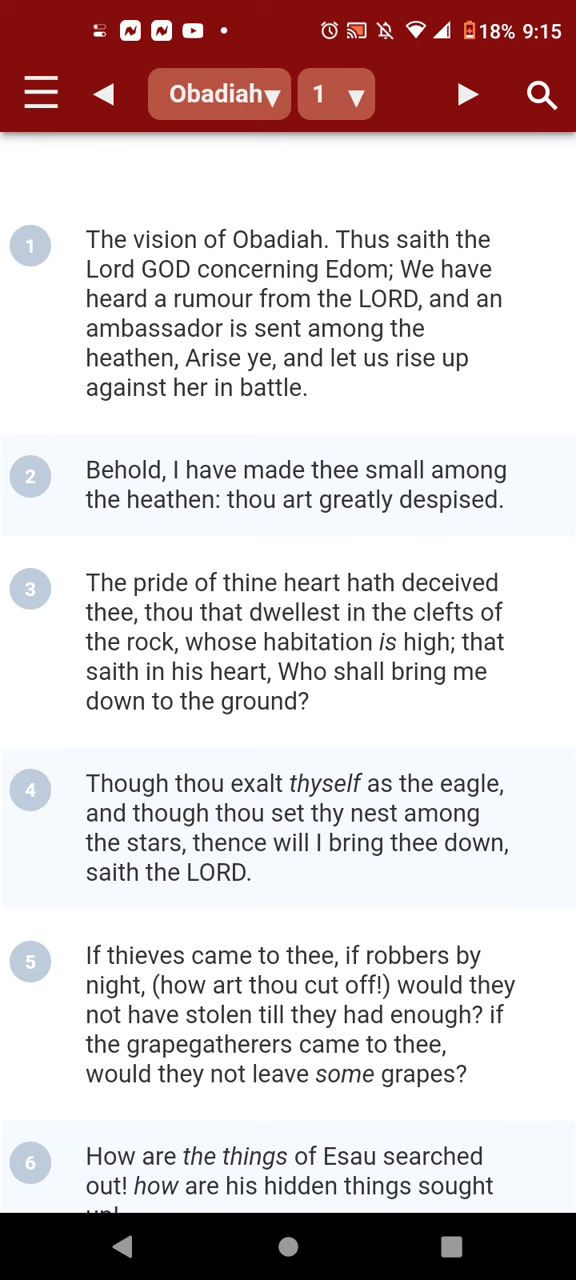 18% 9:15
Obadiah 1
1 The vision of Obadiah. Thus saith the
Lord GOD concerning Edom; We have
heard a rumour from the LORD, and an
ambassador is sent among the
heathen, Arise ye, and let us rise up
against her in battle.
2 Behold, I have made thee small among
the heathen: thou art greatly despised.
3 The pride of thine heart hath deceived
thee, thou that dwellest in the clefts of
the rock, whose habitation is high; that
saith in his heart, Who shall bring me
down to the ground?
4 Though thou exalt thyself as the eagle,
and though thou set thy nest among
the stars, thence will I bring thee down,
saith the LORD.
5 If thieves came to thee, if robbers by
night, (how art thou cut off!) would they
not have stolen till they had enough? if
the grapegatherers came to thee,
would they not leave some grapes?
6 How are the things of Esau searched
out! how are his hidden things sought